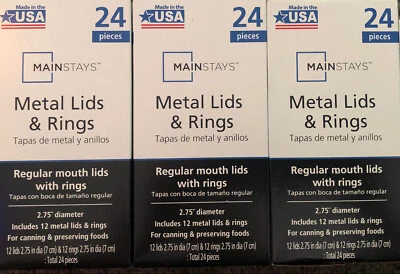 Made in the
USA
24
pieces
MAINSTAYS™
Metal Lids
& Rings
Tapas de metal y anillos
Regular mouth lids
with rings
Tapas con boca de tamaño regular
2.75" diameter
Includes 12 metal lids & rings
For canning & preserving foods
12 lids 2.75 in dia (7 cm) & 12 rings 2.75 in dia (7 cm)
: Total 24 pieces
Made in the
USA
24
pieces
MAINSTAYS™
Metal Lids
& Rings
Tapas de metal y anillos
Regular mouth lids
with rings
Tapas con boca de tamaño regular
2.75" diameter
Includes 12 metal lids & rings
For canning & preserving foods
12 lids 2.75 in dia (7 cm) & 12 rings 2.75 in dia (7 cm)
: Total 24 pieces
Made in the
USA
24
pieces
MAINSTAYS™
Metal Lids
& Rings
Tapas de metal y anillos
Regular mouth lids
with rings
Tapas con boca de tamaño regular
2.75" diameter
Includes 12 metal lids & rings
For canning & preserving foods
12 lids 2.75 in dia (7 cm) & 12 rings 2.75 in dia (7 cm)
: Total 24 pieces